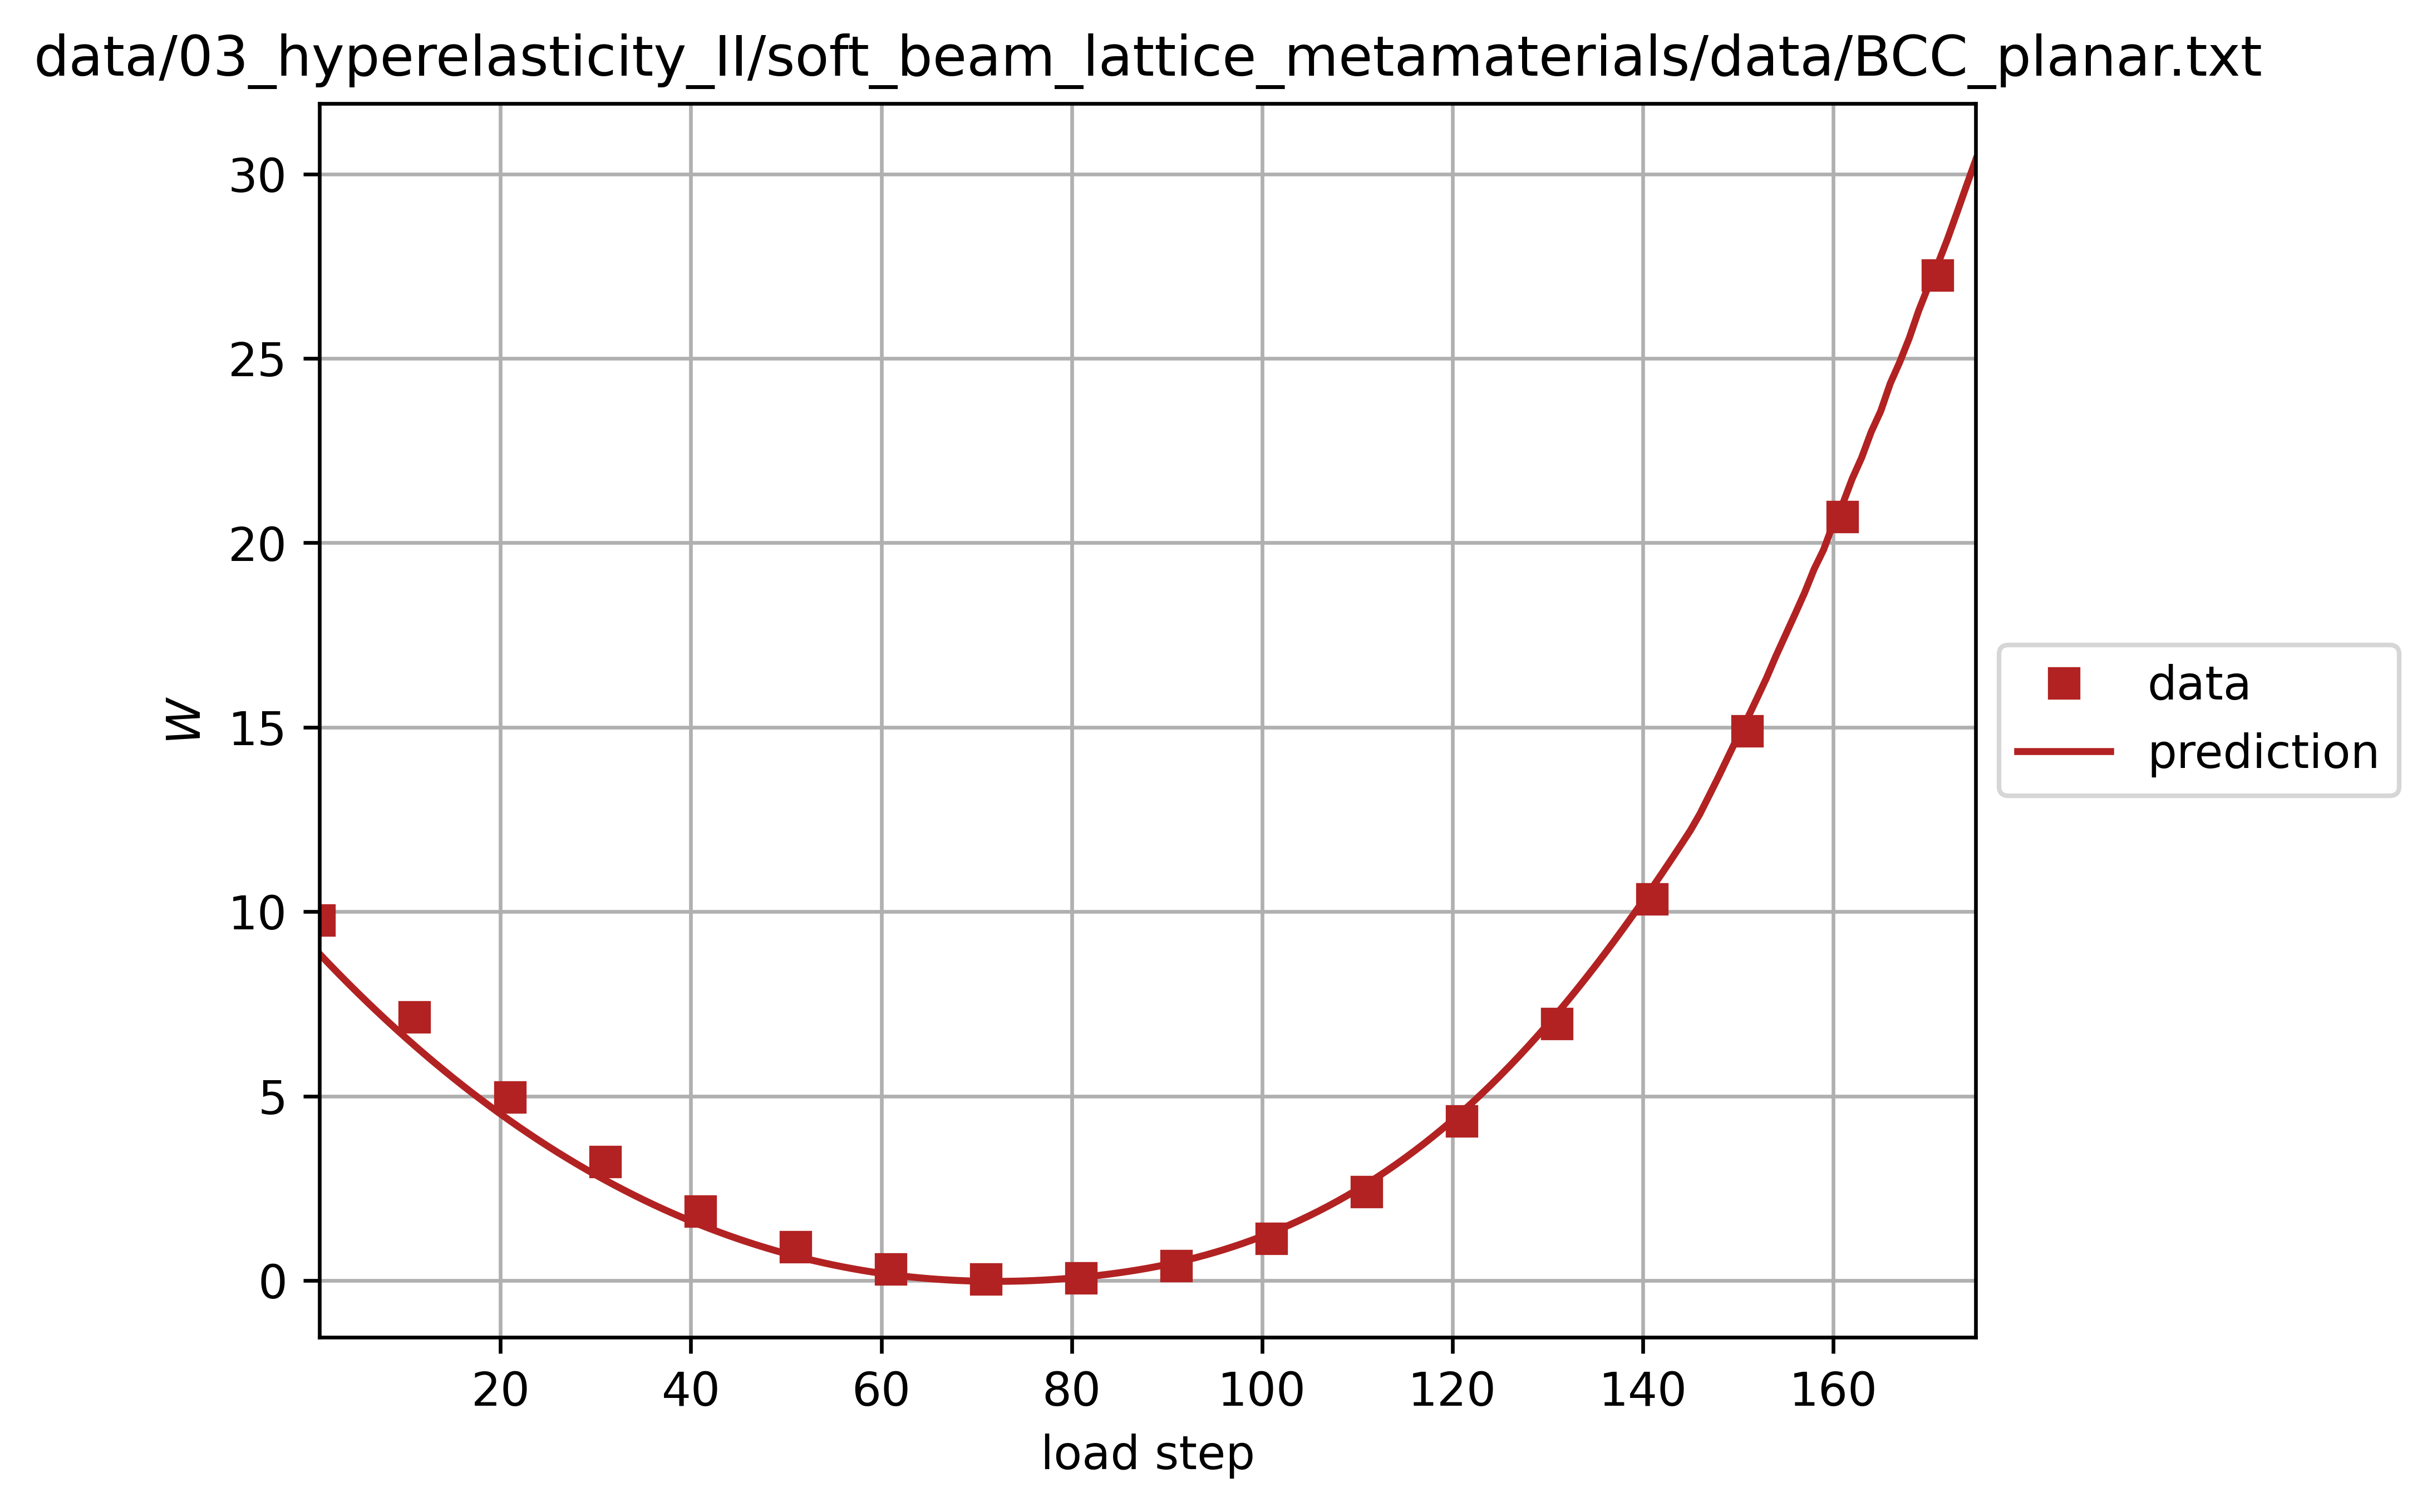 data/03_hyperelasticity_II/soft_beam_lattice_metamaterials/data/BCC_planar.txt
30
25
20
15
10
5
0
W
20 40 60 80 100 120 140 160
load step
data
prediction